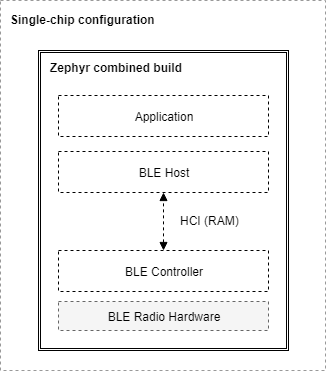 Single-chip configuration
Zephyr combined build
Application
BLE Host
HCI (RAM)
BLE Controller
BLE Radio Hardware